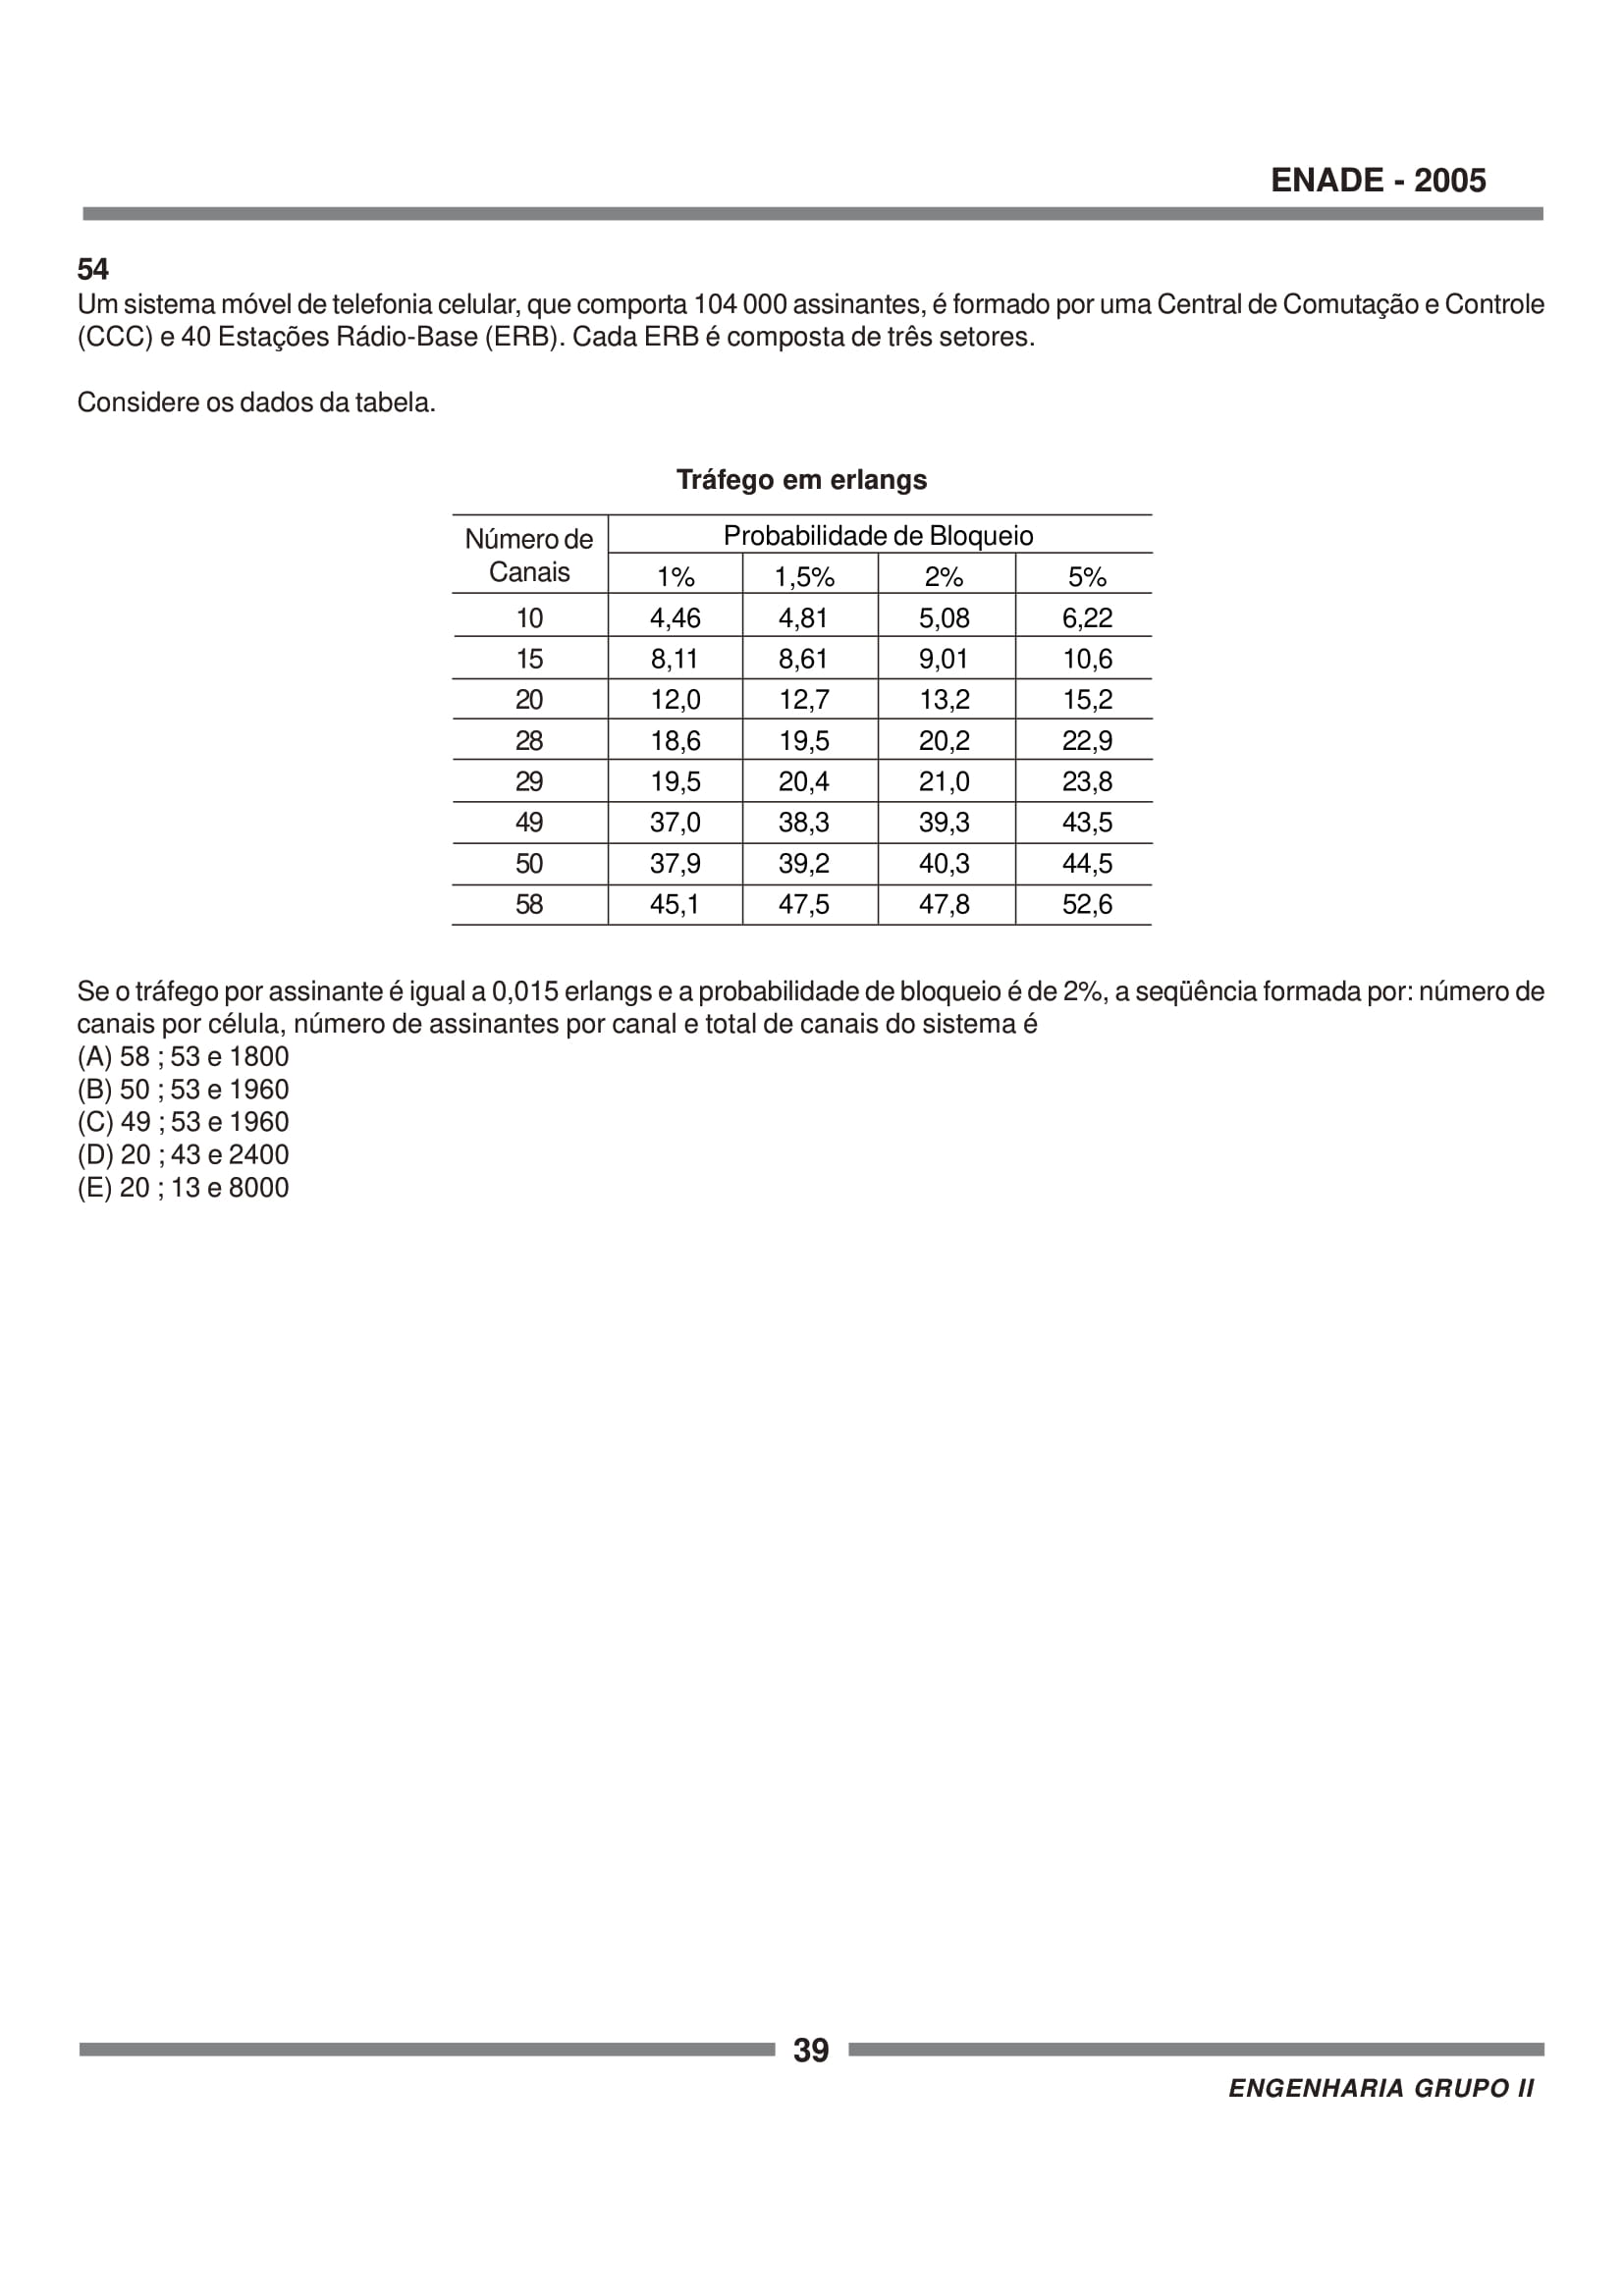 ENADE - 2005
54
Um sistema móvel de telefonia celular, que comporta 104 000 assinantes, é formado por uma Central de Comutação e Controle
(CCC) e 40 Estações Rádio-Base (ERB). Cada ERB é composta de três setores.
Considere os dados da tabela.
Tráfego em erlangs
Número de Canais Probabilidade de Bloqueio
1% 1,5% 2% 5%
10 4,46 4,81 5,08 6,22
15 8,11 8,61 9,01 10,6
20 12,0 12,7 13,2 15,2
28 18,6 19,5 20,2 22,9
29 19,5 20,4 21,0 23,8
49 37,0 38,3 39,3 43,5
50 37,9 39,2 40,3 44,5
58 45,1 47,5 47,8 52,6
Se o tráfego por assinante é igual a 0,015 erlangs e a probabilidade de bloqueio é de 2%, a seqüência formada por: número de
canais por célula, número de assinantes por canal e total de canais do sistema é
(A) 58 ; 53 e 1800
(B) 50 ; 53 e 1960
(C) 49 ; 53 e 1960
(D) 20 ; 43 e 2400
(E) 20 ; 13 e 8000
39
ENGENHARIA GRUPO II